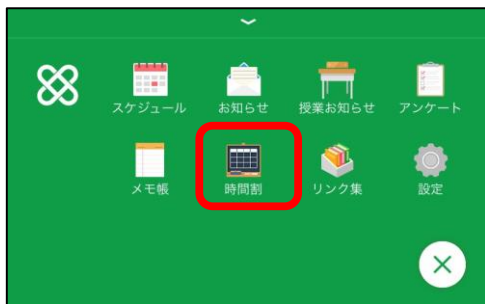 スケジュール
お知らせ
授業お知らせ
アンケート
メモ帳
時間割
リンク集
設定